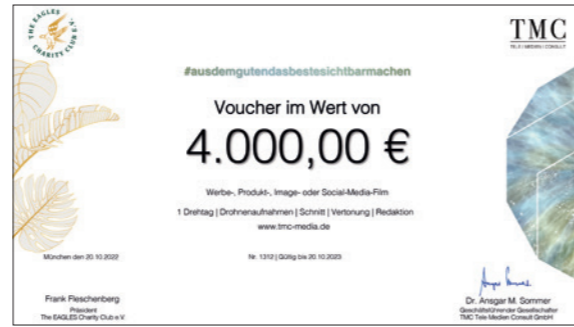 THE EAGLES CHARITY CLUB e.V.
TMC
TELE | MEDIEN | CONSULT
#ausdemgutendasbestesichtbarmachen
Voucher im Wert von
4.000,00 €
Werbe-, Produkt-, Image- oder Social-Media-Film
1 Drehtag | Drohnenaufnahmen | Schnitt | Vertonung | Redaktion
www.tmc-media.de
München den 20.10.2022
Nr. 1312 | Gültig bis 20.10.2023
Frank Fleschenberg
Präsident
The EAGLES Charity Club e.V.
Dr. Ansgar M. Sommer
Geschäftsführender Gesellschafter
TMC Tele Medien Consult GmbH